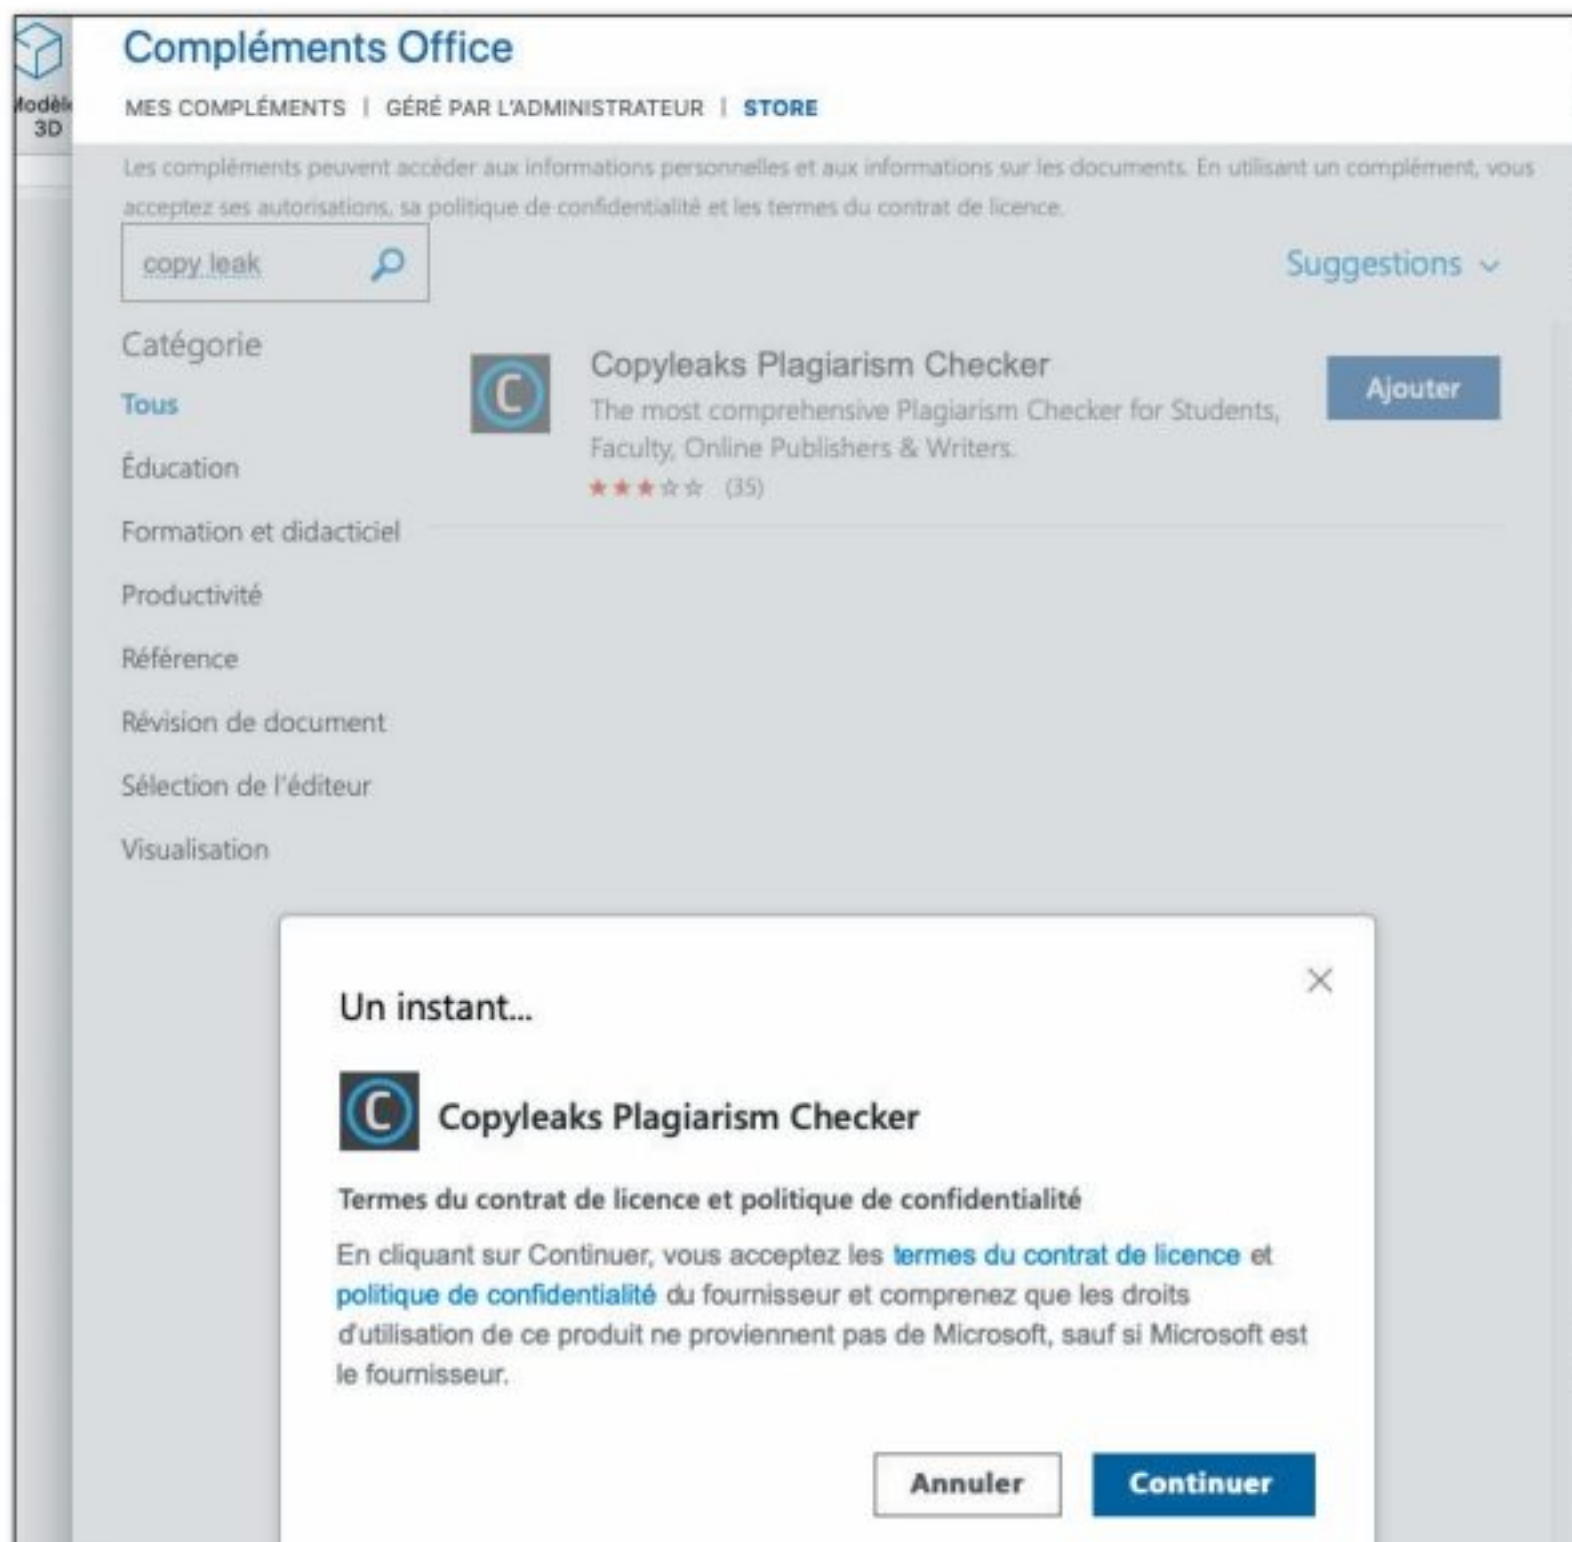 Compléments Office
3D
MES COMPLÉMENTS | GÉRÉ PAR L'ADMINISTRATEUR | STORE
Les compléments peuvent accéder aux informations personnelles et aux informations sur les documents. En utilisant un complément, vous
acceptez ses autorisations, sa politique de confidentialité et les termes du contrat de licence.
copy leak
Suggestions
Catégorie
Tous
Éducation
Formation et didacticiel
Productivité
Référence
Révision de document
Sélection de l'éditeur
Visualisation
Copyleaks Plagiarism Checker
The most comprehensive Plagiarism Checker for Students,
Faculty, Online Publishers & Writers.
(35)
Ajouter
Un instant...
C Copyleaks Plagiarism Checker
Termes du contrat de licence et politique de confidentialité
En cliquant sur Continuer, vous acceptez les termes du contrat de licence et
politique de confidentialité du fournisseur et comprenez que les droits
d'utilisation de ce produit ne proviennent pas de Microsoft, sauf si Microsoft est
le fournisseur.
Annuler
Continuer